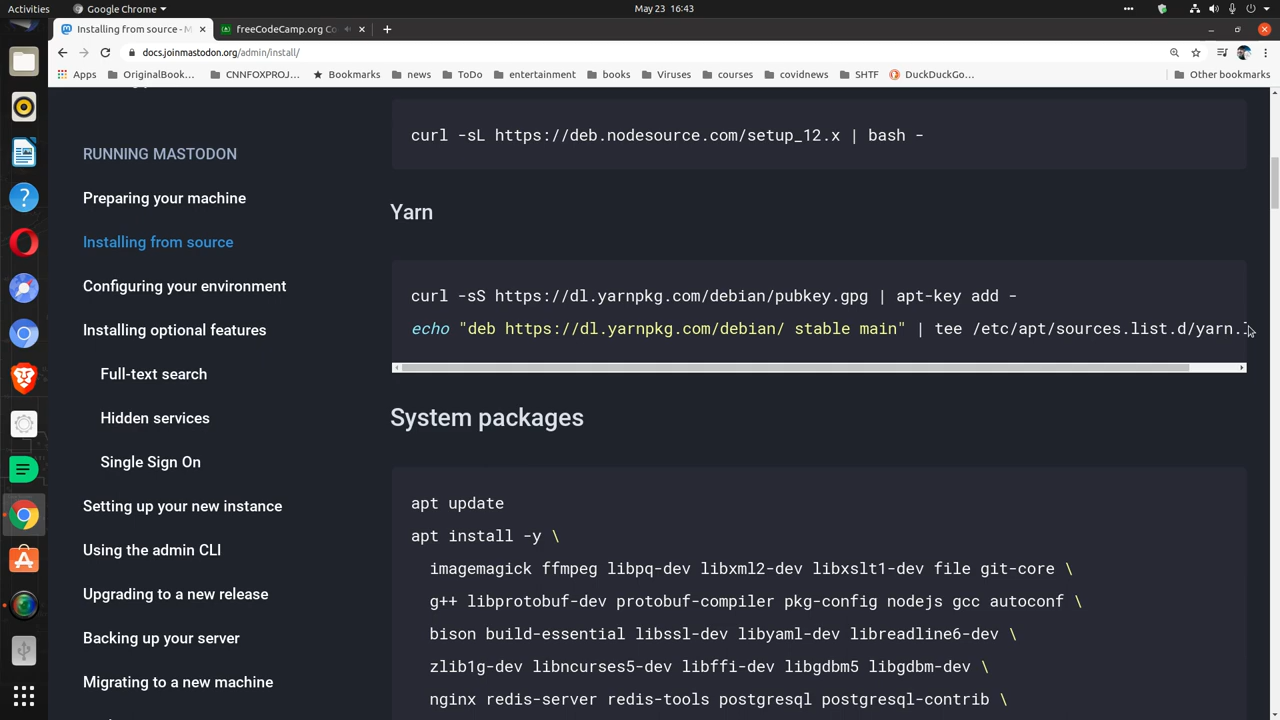 Activities
Google Chrome
May 23 16:43
Installing from source - M
freeCodeCamp.org Co
docs.joinmastodon.org/admin/install/
Apps
OriginalBook...
CNNFOXPROJ...
Bookmarks
news
ToDo
entertainment
books
Viruses
courses
covidnews
SHTF
DuckDuckGo...
Other bookmarks
RUNNING MASTODON
Preparing your machine
Installing from source
Configuring your environment
Installing optional features
Full-text search
Hidden services
Single Sign On
Setting up your new instance
Using the admin CLI
Upgrading to a new release
Backing up your server
Migrating to a new machine
curl -sL https://deb.nodesource.com/setup_12.x | bash -
Yarn
curl -sS https://dl.yarnpkg.com/debian/pubkey.gpg | apt-key add -
echo "deb https://dl.yarnpkg.com/debian/ stable main" | tee /etc/apt/sources.list.d/yarn.
System packages
apt update
apt install -y \
imagemagick ffmpeg libpq-dev libxml2-dev libxslt1-dev file git-core \
g++ libprotobuf-dev protobuf-compiler pkg-config nodejs gcc autoconf \
bison build-essential libssl-dev libyaml-dev libreadline6-dev \
zlib1g-dev libncurses5-dev libffi-dev libgdbm5 libgdbm-dev \
nginx redis-server redis-tools postgresql postgresql-contrib \